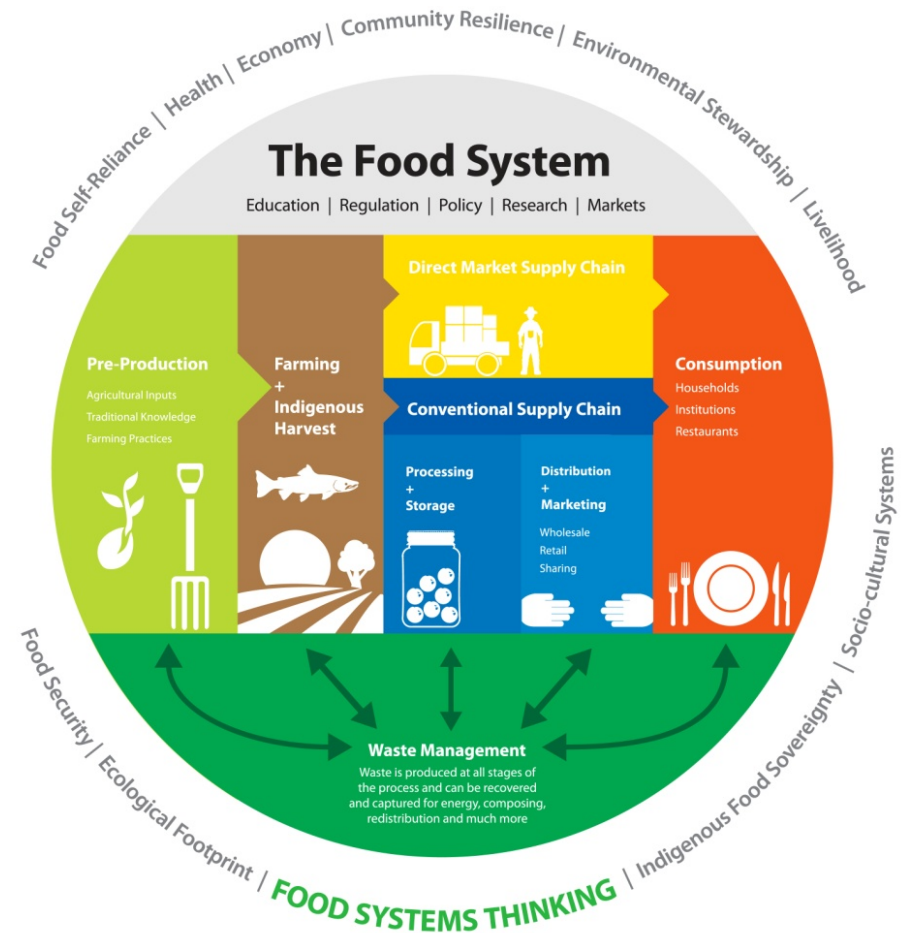 Food Self-Reliance | Health | Economy | Community Resilience | Environmental Stewardship | Livelihood
The Food System
Education | Regulation | Policy | Research | Markets
Pre-Production
Agricultural Inputs
Traditional Knowledge
Farming Practices
Farming
+
Indigenous
Harvest
Direct Market Supply Chain
Conventional Supply Chain
Processing
+
Storage
Distribution
+
Marketing
Wholesale
Retail
Sharing
Consumption
Households
Institutions
Restaurants
Waste Management
Waste is produced at all stages of
the process and can be recovered
and captured for energy, composing,
redistribution and much more
Food Security | Ecological Footprint | FOOD SYSTEMS THINKING | Indigenous Food Sovereignty | Socio-cultural Systems